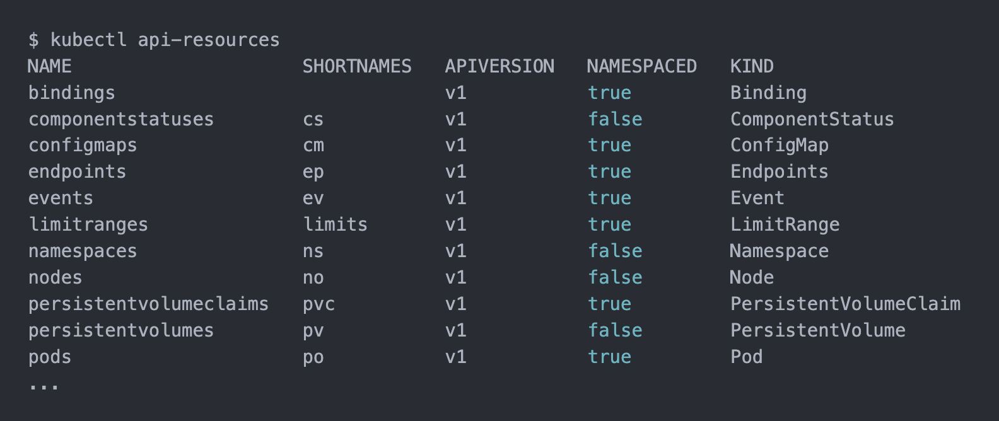 $ kubectl api-resources
NAME                     SHORTNAMES   APIVERSION   NAMESPACED   KIND
bindings                              v1           true         Binding
componentstatuses        cs           v1           false        ComponentStatus
configmaps               cm           v1           true         ConfigMap
endpoints                ep           v1           true         Endpoints
events                   ev           v1           true         Event
limitranges              limits       v1           true         LimitRange
namespaces               ns           v1           false        Namespace
nodes                    no           v1           false        Node
persistentvolumeclaims   pvc          v1           true         PersistentVolumeClaim
persistentvolumes        pv           v1           false        PersistentVolume
pods                     po           v1           true         Pod
...